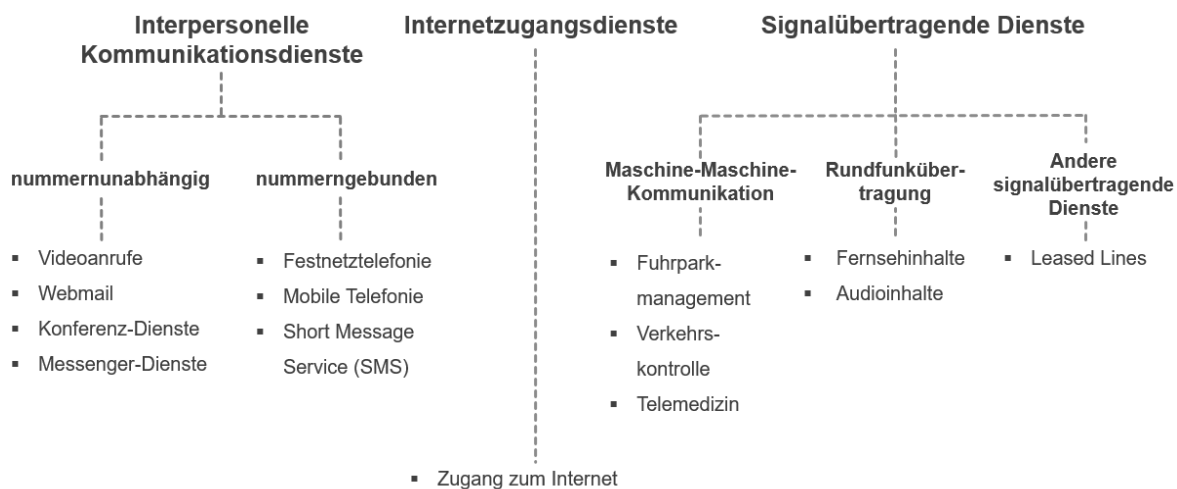 Interpersonelle
Kommunikationsdienste
Internetzugangsdienste
Signalübertragende Dienste
nummernunabhängig
nummerngebunden
Maschine-Maschine-
Kommunikation
Rundfunküber-
tragung
Andere
signalübertragende
Dienste
▪ Videoanrufe
▪ Webmail
▪ Konferenz-Dienste
▪ Messenger-Dienste
▪ Festnetztelefonie
▪ Mobile Telefonie
▪ Short Message
Service (SMS)
▪ Fuhrpark-
management
▪ Verkehrs-
kontrolle
▪ Telemedizin
▪ Fernsehinhalte
▪ Audioinhalte
▪ Leased Lines
▪ Zugang zum Internet